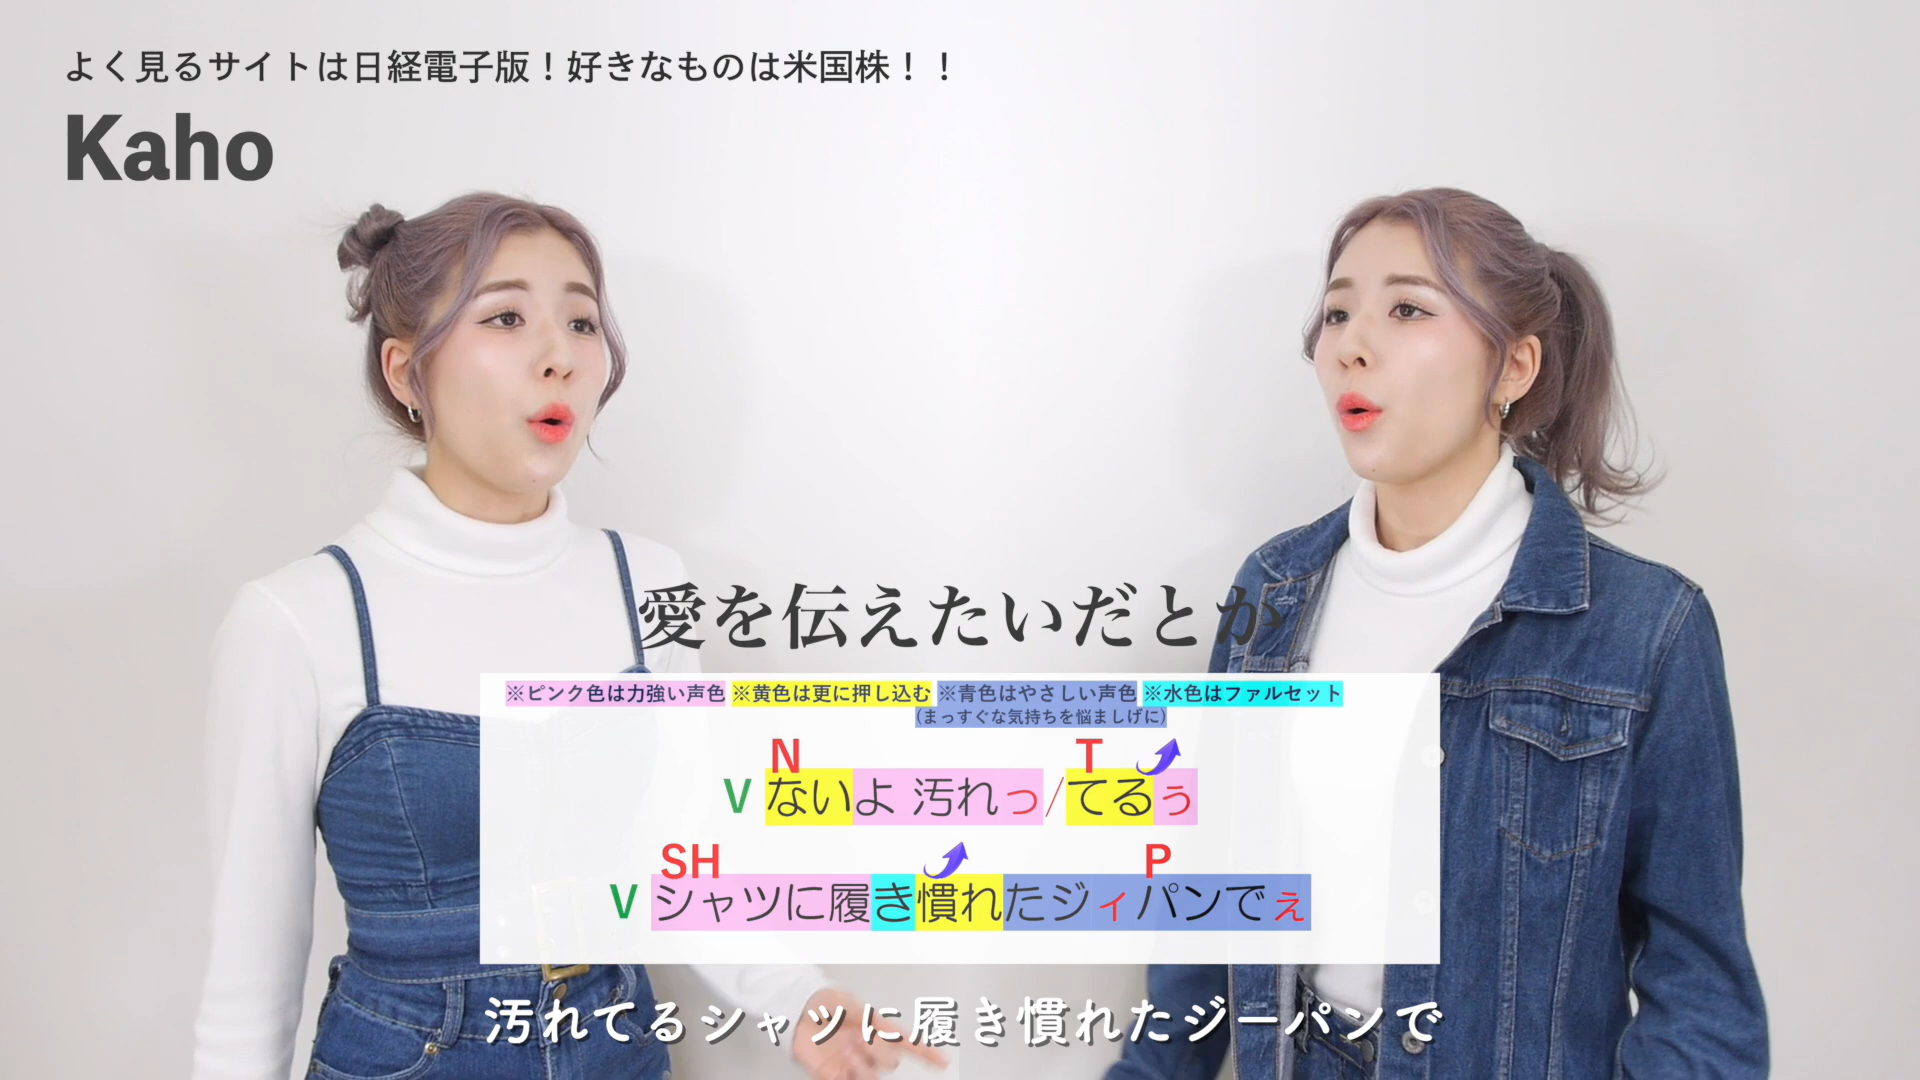 よく見るサイトは日経電子版！好きなものは米国株！！
Kaho
愛を伝えたいだとか
※ピンク色は力強い声色 ※黄色は更に押し込む ※青色はやさしい声色 ※水色はファルセット
(まっすぐな気持ちを悩ましげに)
N T
V ないよ 汚れっ/てるぅ
SH P
V シャツに履き慣れたジィパンでぇ
汚れてるシャツに履き慣れたジーパンで